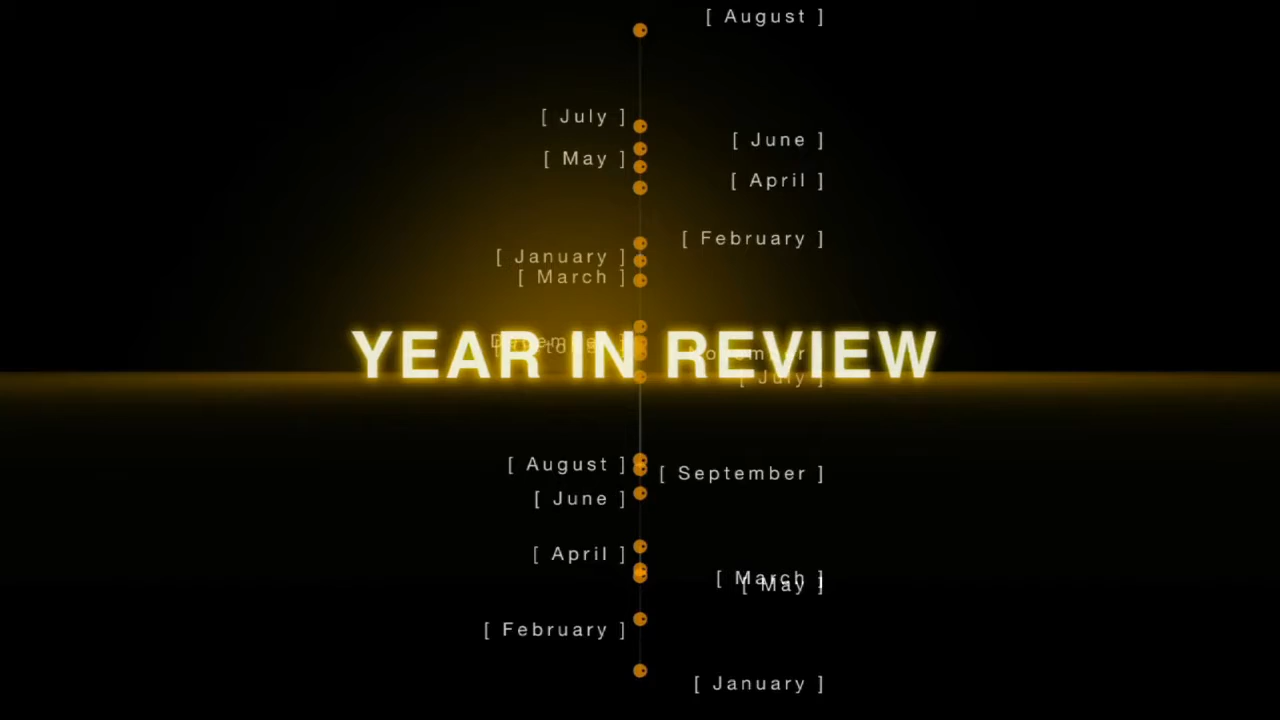 [ August ]
[ July ]
[ June ]
[ May ]
[ April ]
[ February ]
[ January ]
[ March ]
YEAR IN REVIEW
[ July ]
[ August ]
[ September ]
[ June ]
[ April ]
[ March ]
[ May ]
[ February ]
[ January ]